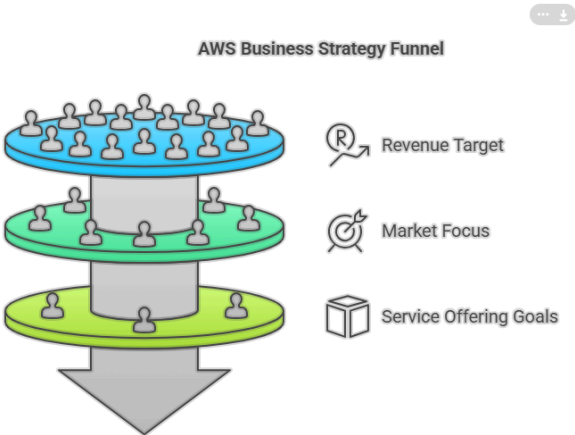 AWS Business Strategy Funnel
R
Revenue Target
Market Focus
Service Offering Goals